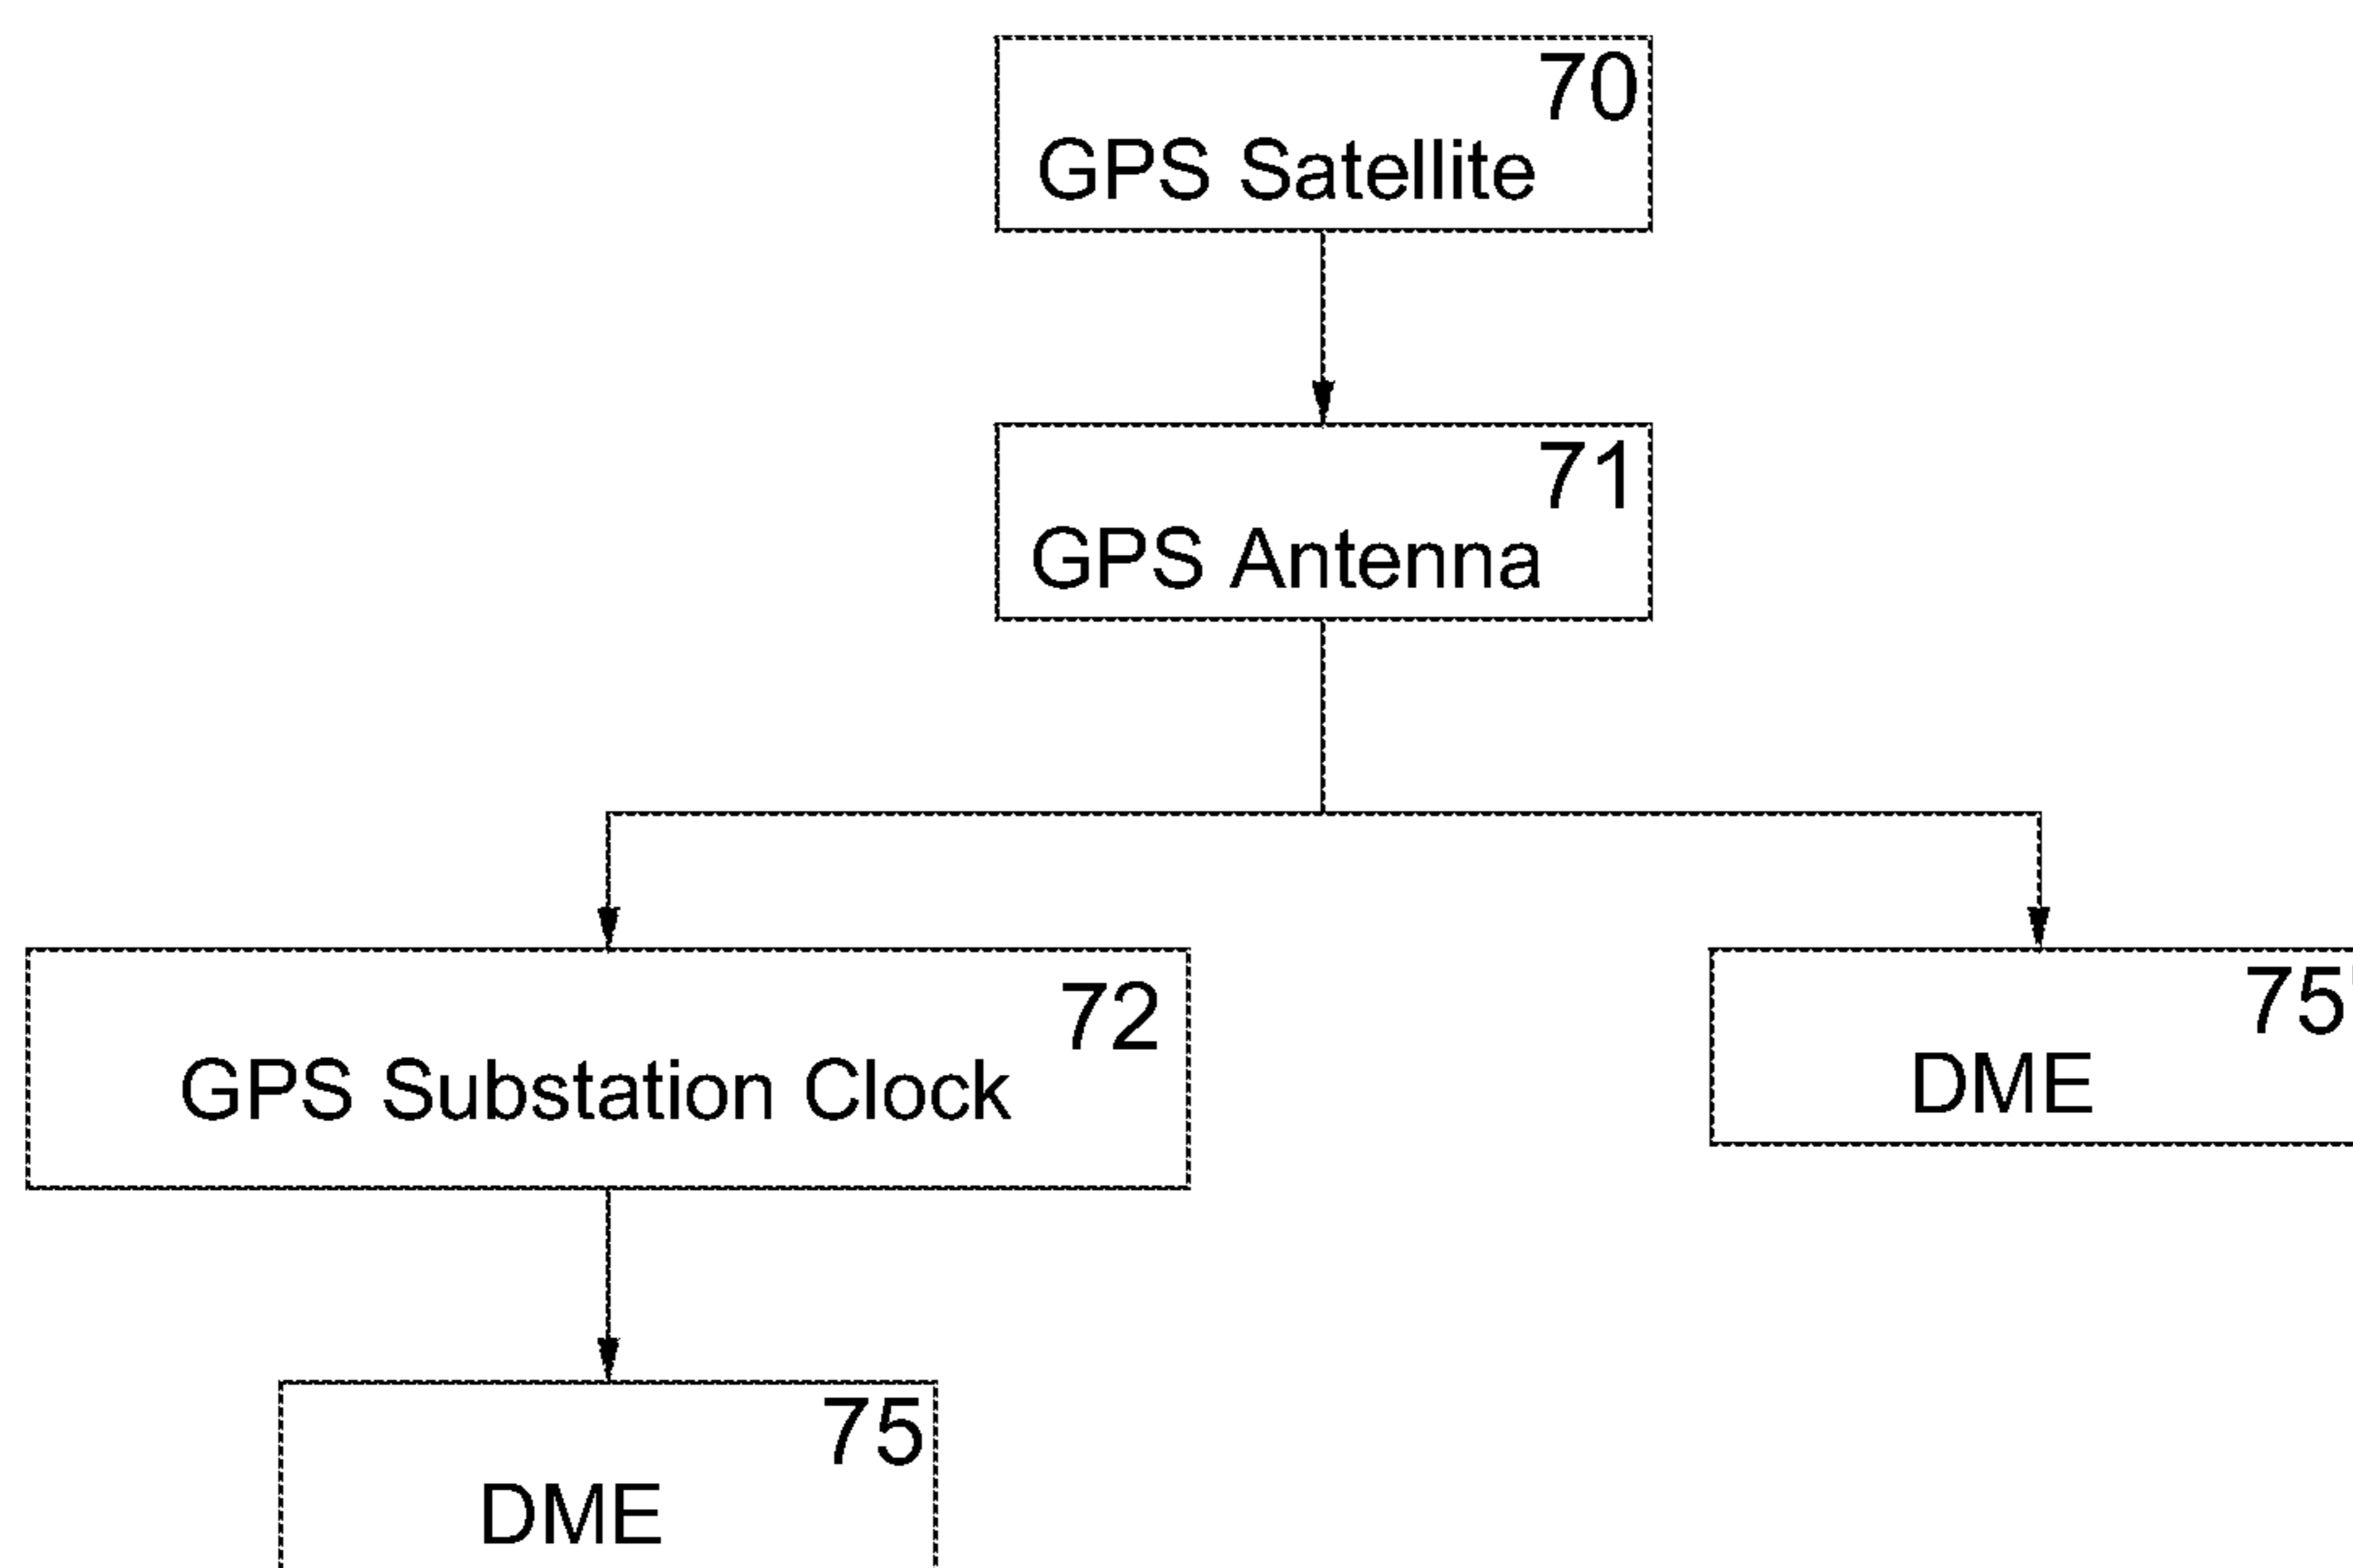 70
GPS Satellite
71
GPS Antenna
72
GPS Substation Clock
75'
DME
75
DME